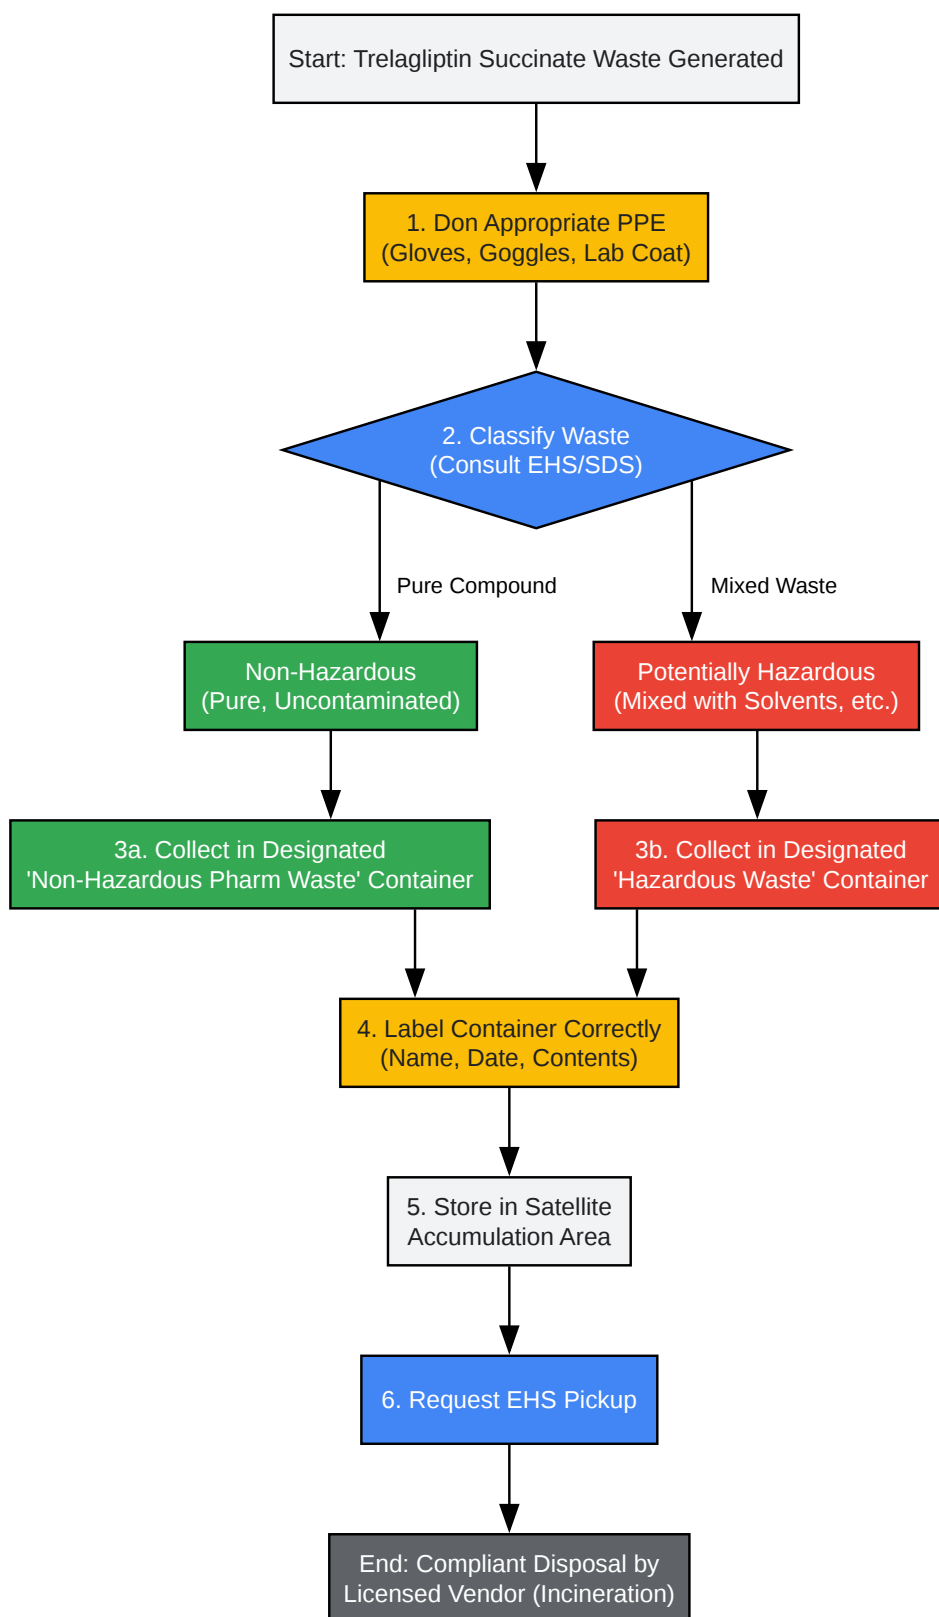 Start: Trelagliptin Succinate Waste Generated
1. Don Appropriate PPE
(Gloves, Goggles, Lab Coat)
2. Classify Waste
(Consult EHS/SDS)
Pure Compound
Mixed Waste
Non-Hazardous
(Pure, Uncontaminated)
Potentially Hazardous
(Mixed with Solvents, etc.)
3a. Collect in Designated
'Non-Hazardous Pharm Waste' Container
3b. Collect in Designated
'Hazardous Waste' Container
4. Label Container Correctly
(Name, Date, Contents)
5. Store in Satellite
Accumulation Area
6. Request EHS Pickup
End: Compliant Disposal by
Licensed Vendor (Incineration)